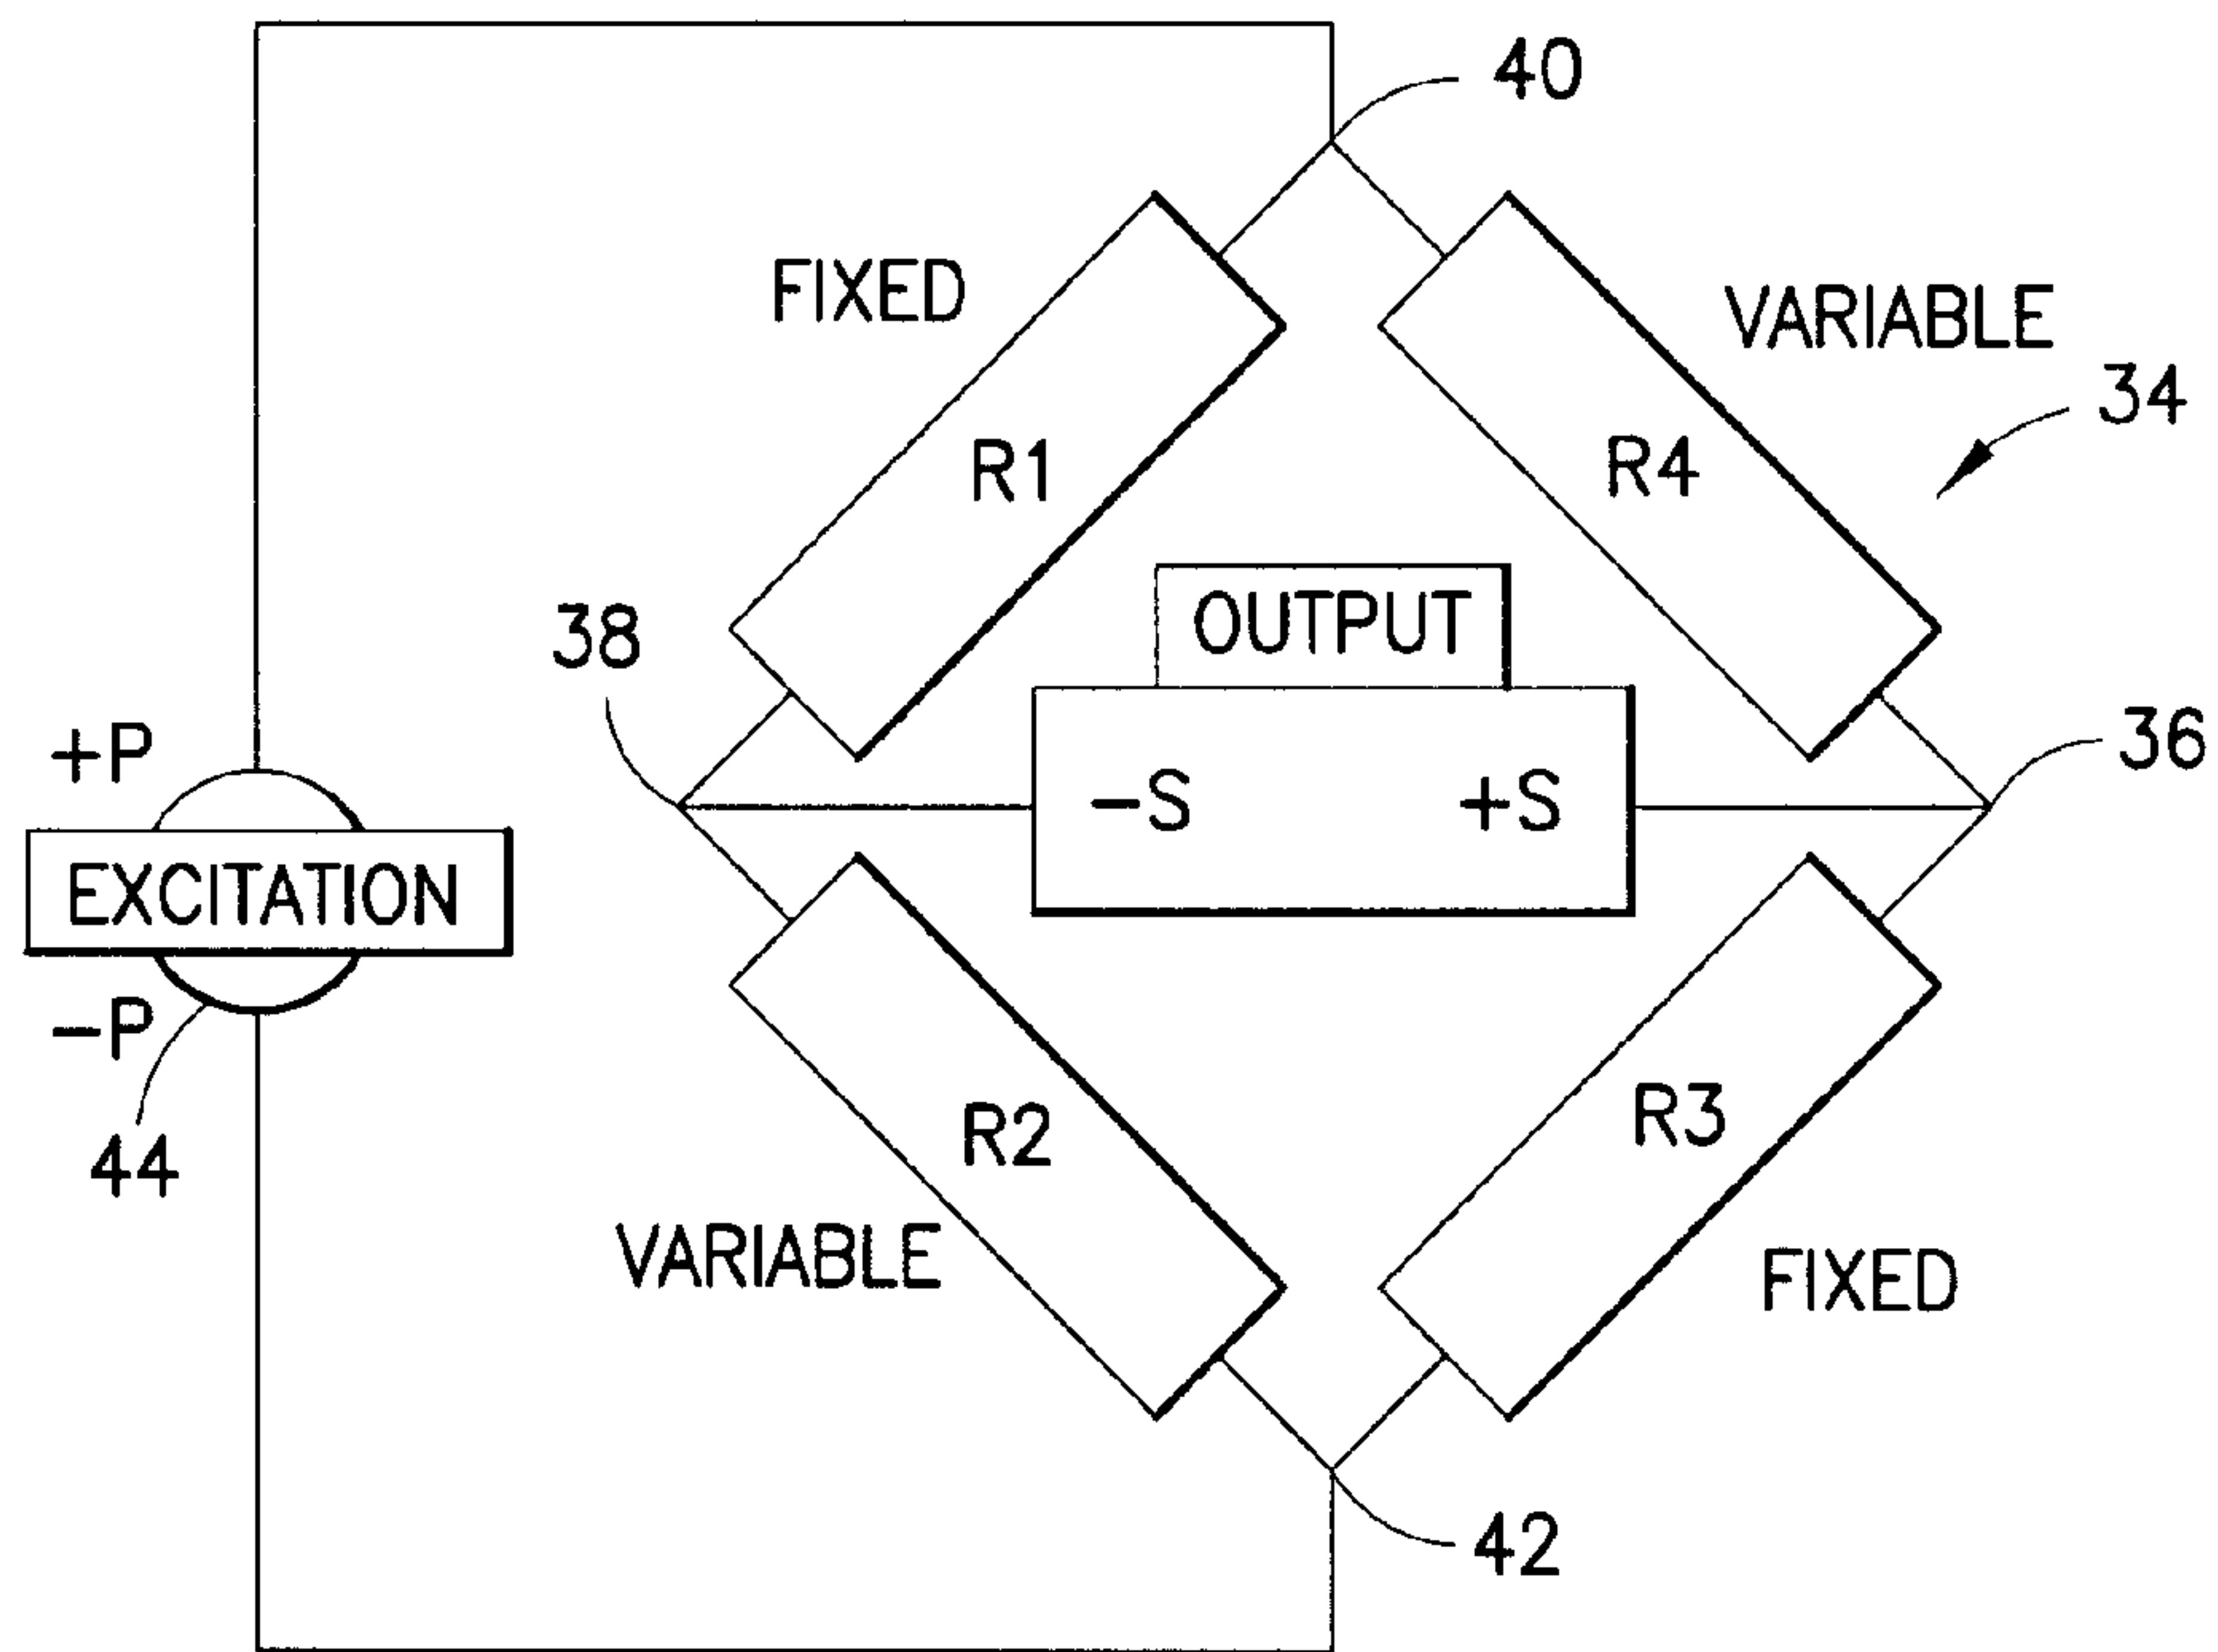 40
FIXED
VARIABLE
34
R1
R4
OUTPUT
38
36
+P
−S
+S
EXCITATION
−P
R3
R2
44
VARIABLE
FIXED
42